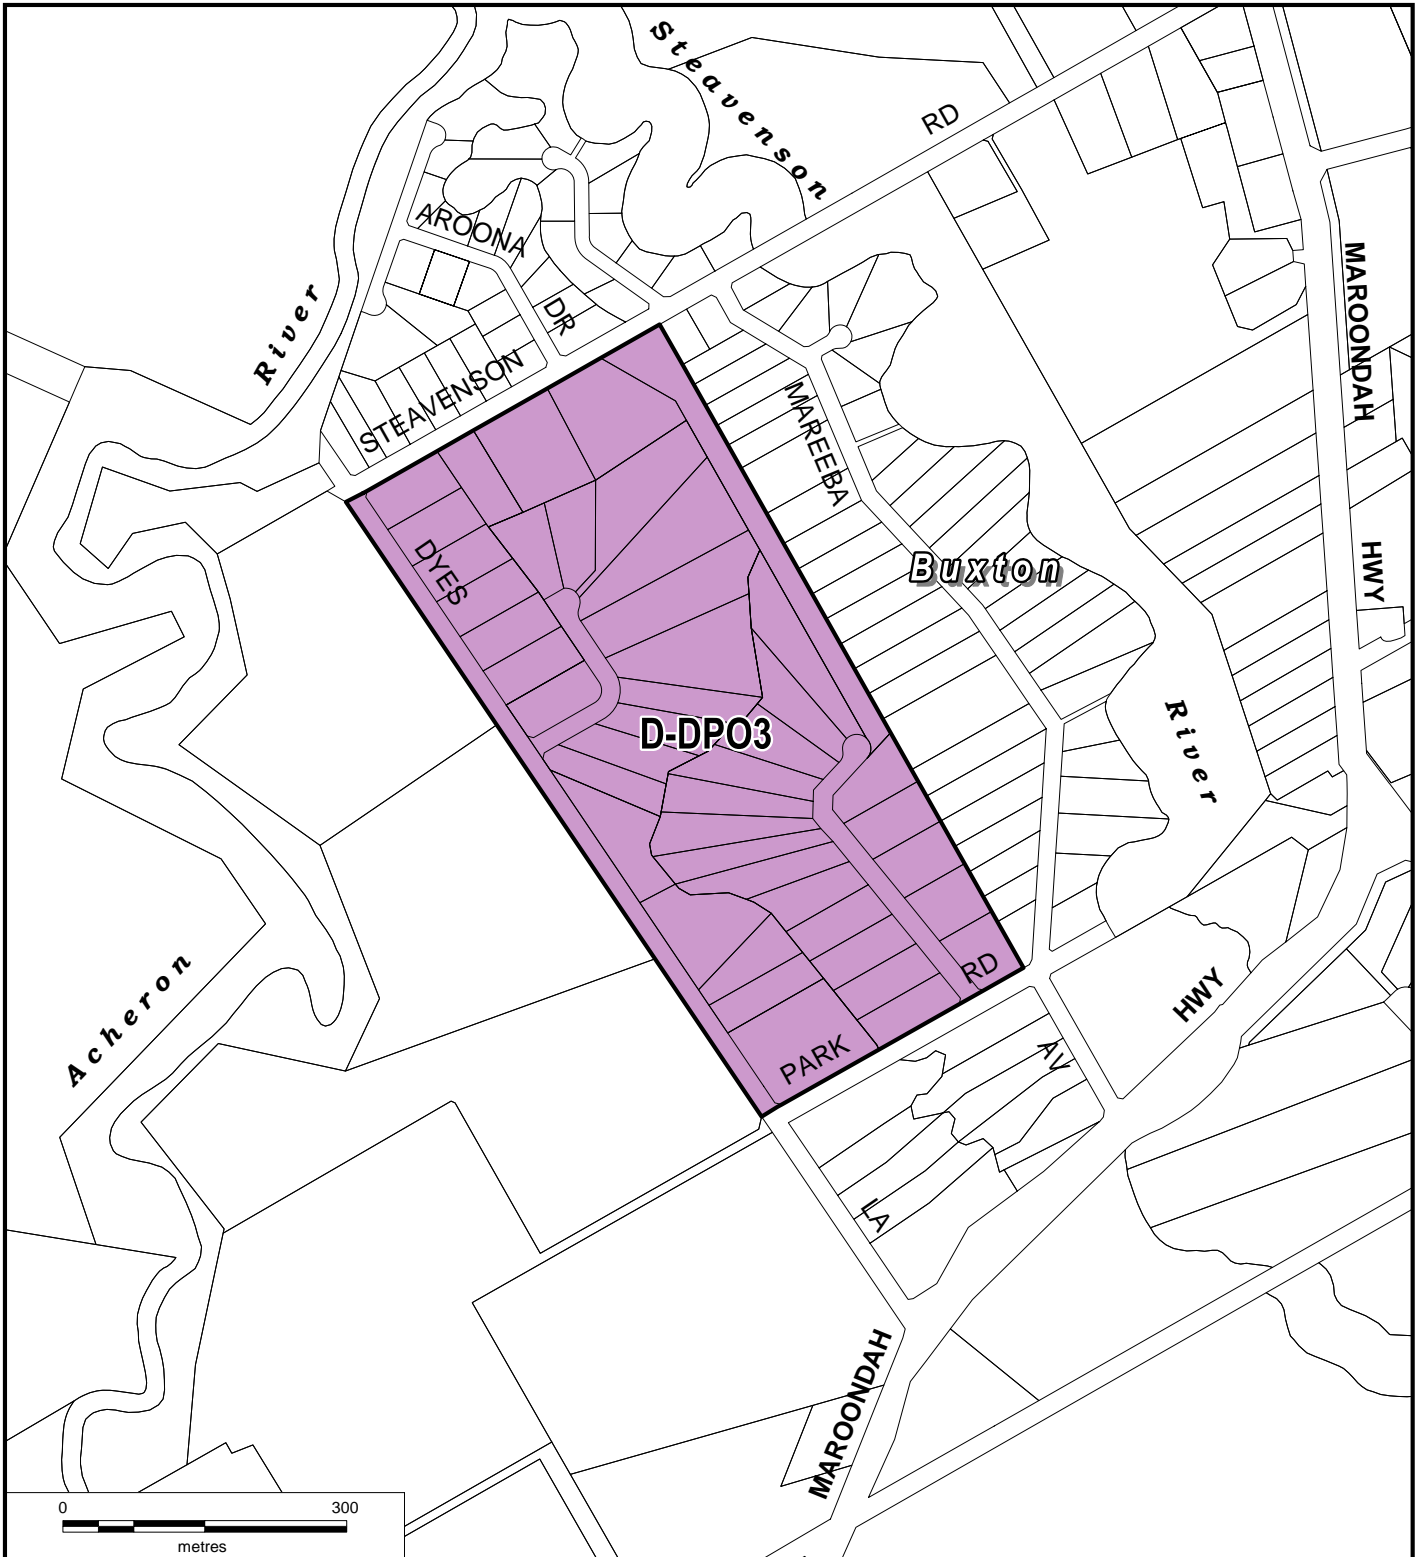 Steavenson
RD
AROONA
DR
River
STEAVENSON
MAROONDAH
MAREEBA
DYES
Buxton
HWY
D-DPO3
River
Acheron
HWY
RD
PARK
AV
LA
MAROONDAH
0 300
metres